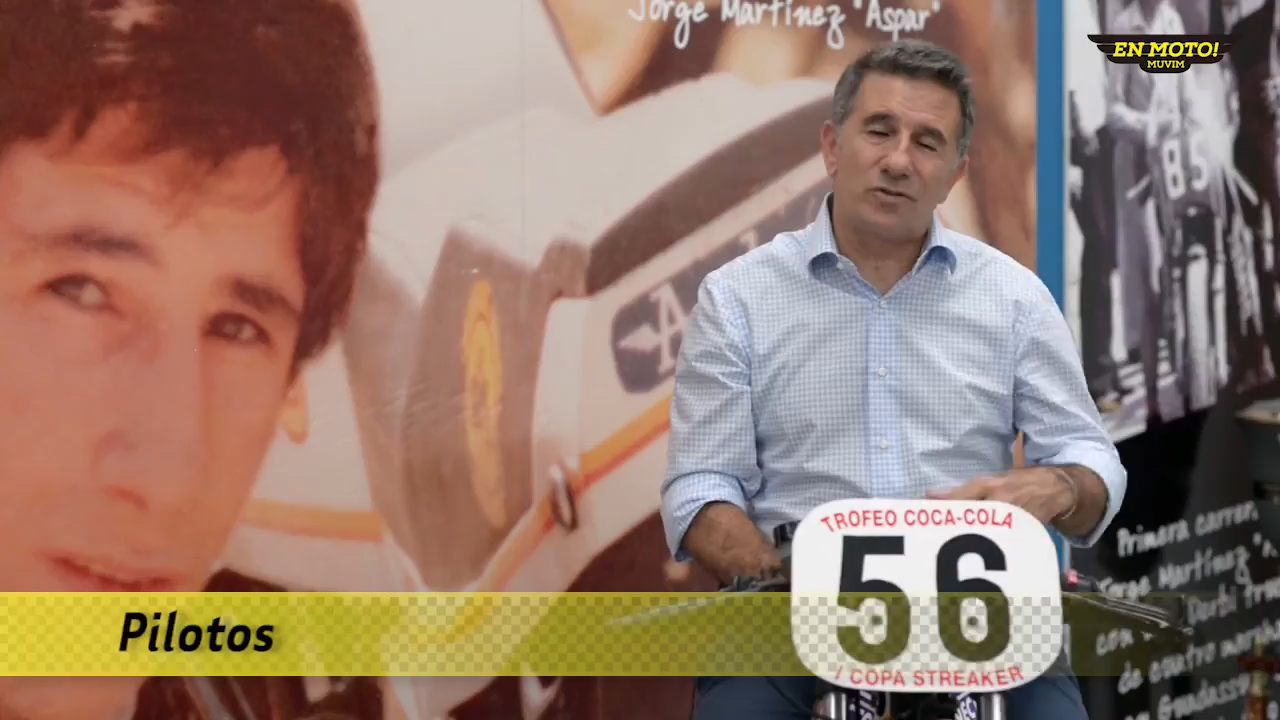 Jorge Martínez "Aspar"
EN MOTO!
MUVIM
85
TROFEO COCA-COLA
56
I COPA STREAKER
Pilotos
Primera carrera
Jorge Martínez
Derbi
con
de cuatro